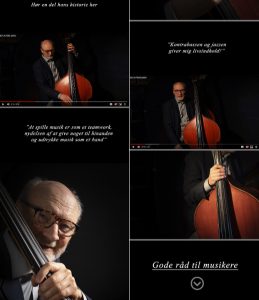 Hør en del hans historie her
"At spille musik er som et teamwork,
nydelsen af at give noget til hinanden
og udtrykke musik som et band"
"Kontrabassen og jazzen
giver mig livsindhold!"
Gode råd til musikere